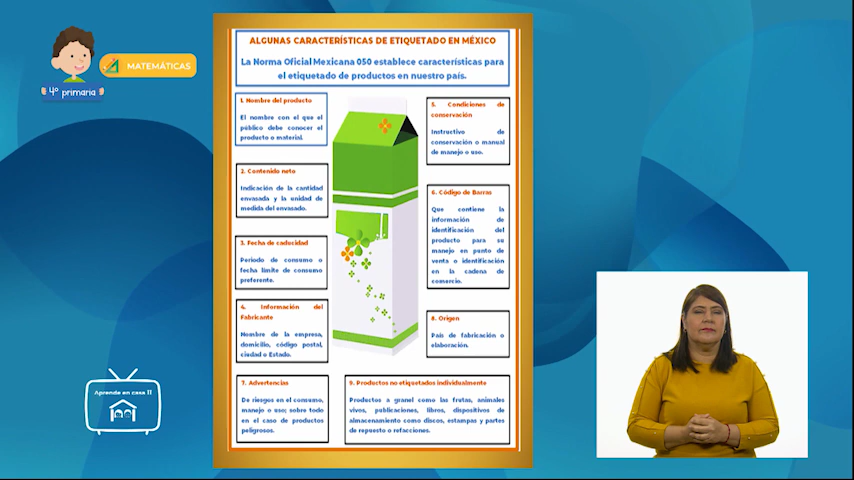 ALGUNAS CARACTERÍSTICAS DE ETIQUETADO EN MÉXICO
La Norma Oficial Mexicana 050 establece características para
el etiquetado de productos en nuestro país.
MATEMÁTICAS
4º primaria
1. Nombre del producto
El nombre con el que el
público debe conocer el
producto o material.
2. Contenido neto
Indicación de la cantidad
envasada y la unidad de
medida del envasado.
3. Fecha de caducidad
Periodo de consumo o
fecha límite de consumo
preferente.
4. Información del
Fabricante
Nombre de la empresa,
domicilio, código postal,
ciudad o Estado.
5. Condiciones de
conservación
Instructivo de
conservación o manual
de manejo o uso.
6. Código de Barras
Que contiene la
información de
identificación del
producto para su
manejo en punto de
venta o identificación
en la cadena de
comercio.
8. Origen
País de fabricación o
elaboración.
7. Advertencias
De riesgos en el consumo,
manejo o uso; sobre todo
en el caso de productos
peligrosos.
9. Productos no etiquetados individualmente
Productos a granel como las frutas, animales
vivos, publicaciones, libros, dispositivos de
almacenamiento como discos, estampas y partes
de repuesto o refacciones.
Aprende en casa II